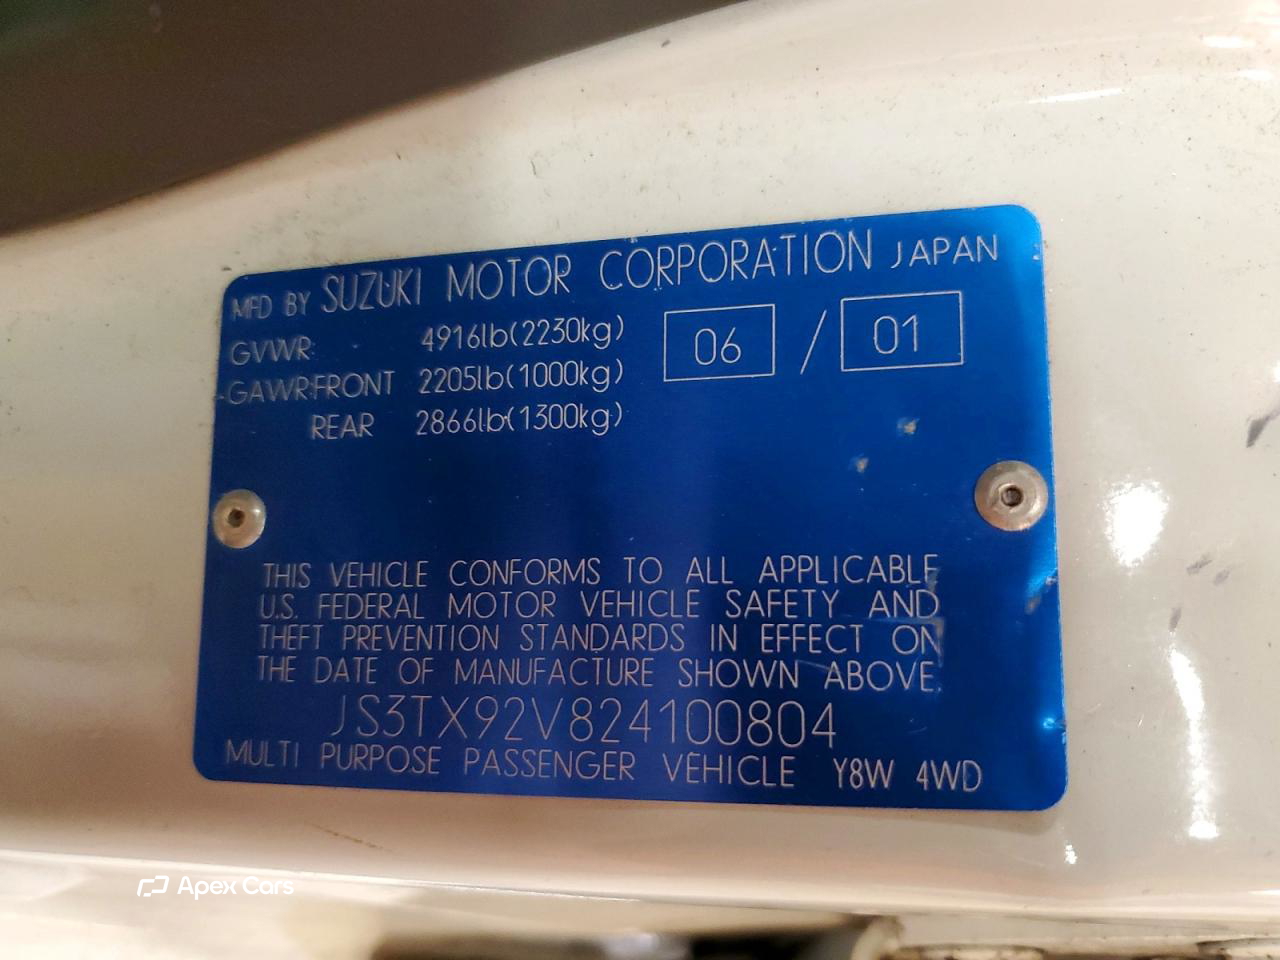 MFD BY SUZUKI MOTOR CORPORATION JAPAN
GVWR: 4916lb(2230kg) 06 / 01
GAWR:FRONT 2205lb(1000kg)
REAR 2866lb(1300kg)
THIS VEHICLE CONFORMS TO ALL APPLICABLE
U.S. FEDERAL MOTOR VEHICLE SAFETY AND
THEFT PREVENTION STANDARDS IN EFFECT ON
THE DATE OF MANUFACTURE SHOWN ABOVE.
JS3TX92V824100804
MULTI PURPOSE PASSENGER VEHICLE Y8W 4WD
Apex Cars